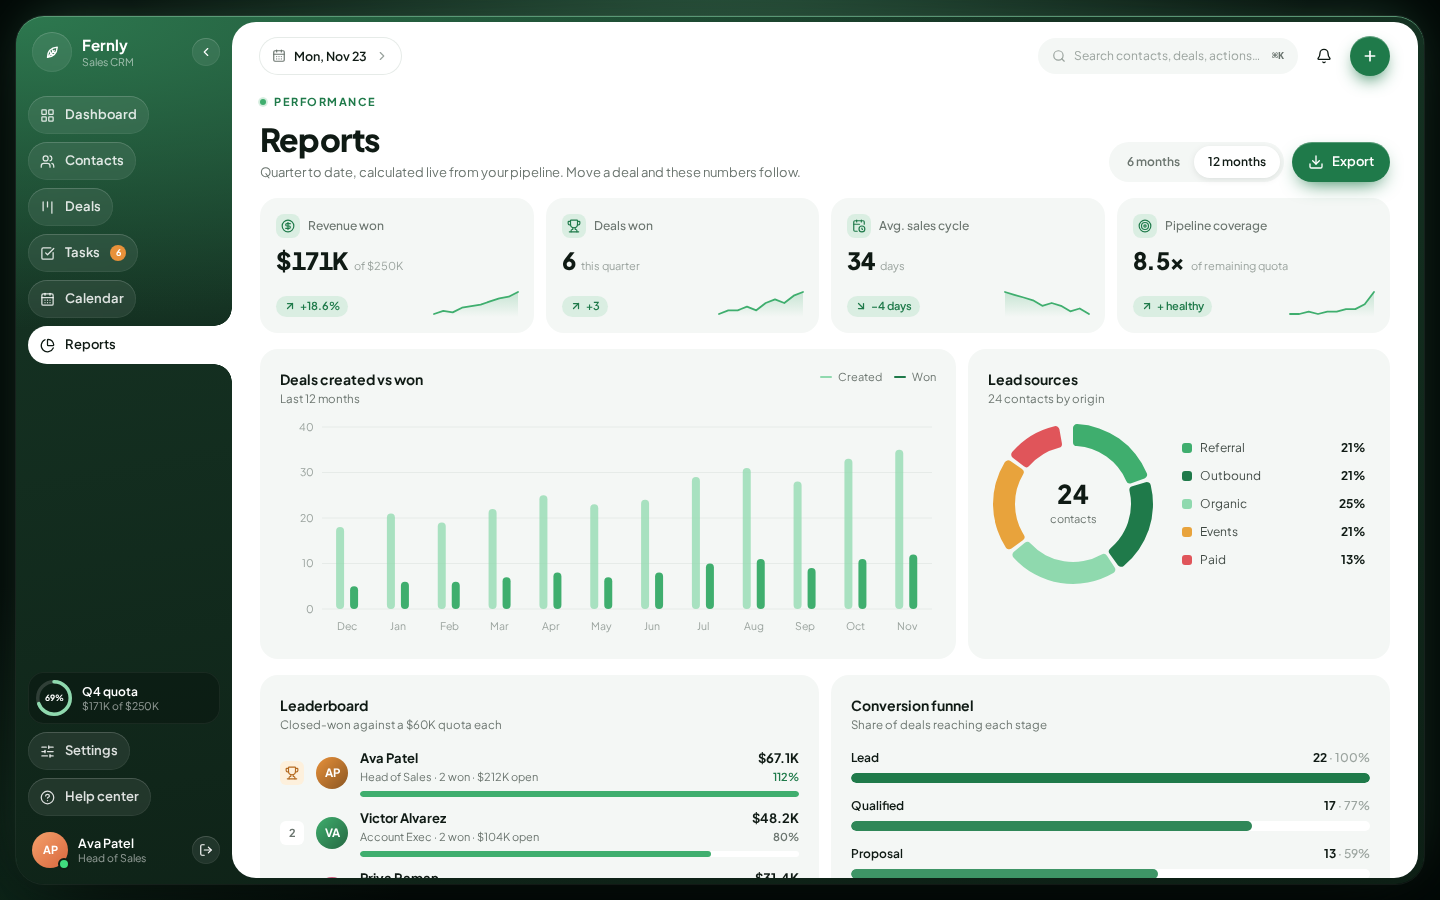 Fernly
Sales CRM
Dashboard
Contacts
Deals
Tasks 6
Calendar
Reports
69%
Q4 quota
$171K of $250K
Settings
Help center
AP
Ava Patel
Head of Sales
Mon, Nov 23
Search contacts, deals, actions... ⌘K
PERFORMANCE
Reports
Quarter to date, calculated live from your pipeline. Move a deal and these numbers follow.
6 months
12 months
Export
Revenue won
$171K of $250K
+18.6%
Deals won
6 this quarter
+3
Avg. sales cycle
34 days
−4 days
Pipeline coverage
8.5× of remaining quota
+ healthy
Deals created vs won
Last 12 months
Created
Won
40
30
20
10
0
Dec Jan Feb Mar Apr May Jun Jul Aug Sep Oct Nov
Lead sources
24 contacts by origin
24
contacts
Referral 21%
Outbound 21%
Organic 25%
Events 21%
Paid 13%
Leaderboard
Closed-won against a $60K quota each
AP
Ava Patel $67.1K
Head of Sales · 2 won · $212K open 112%
2
VA
Victor Alvarez $48.2K
Account Exec · 2 won · $104K open 80%
Priya Raman $31.4K
Conversion funnel
Share of deals reaching each stage
Lead 22 · 100%
Qualified 17 · 77%
Proposal 13 · 59%